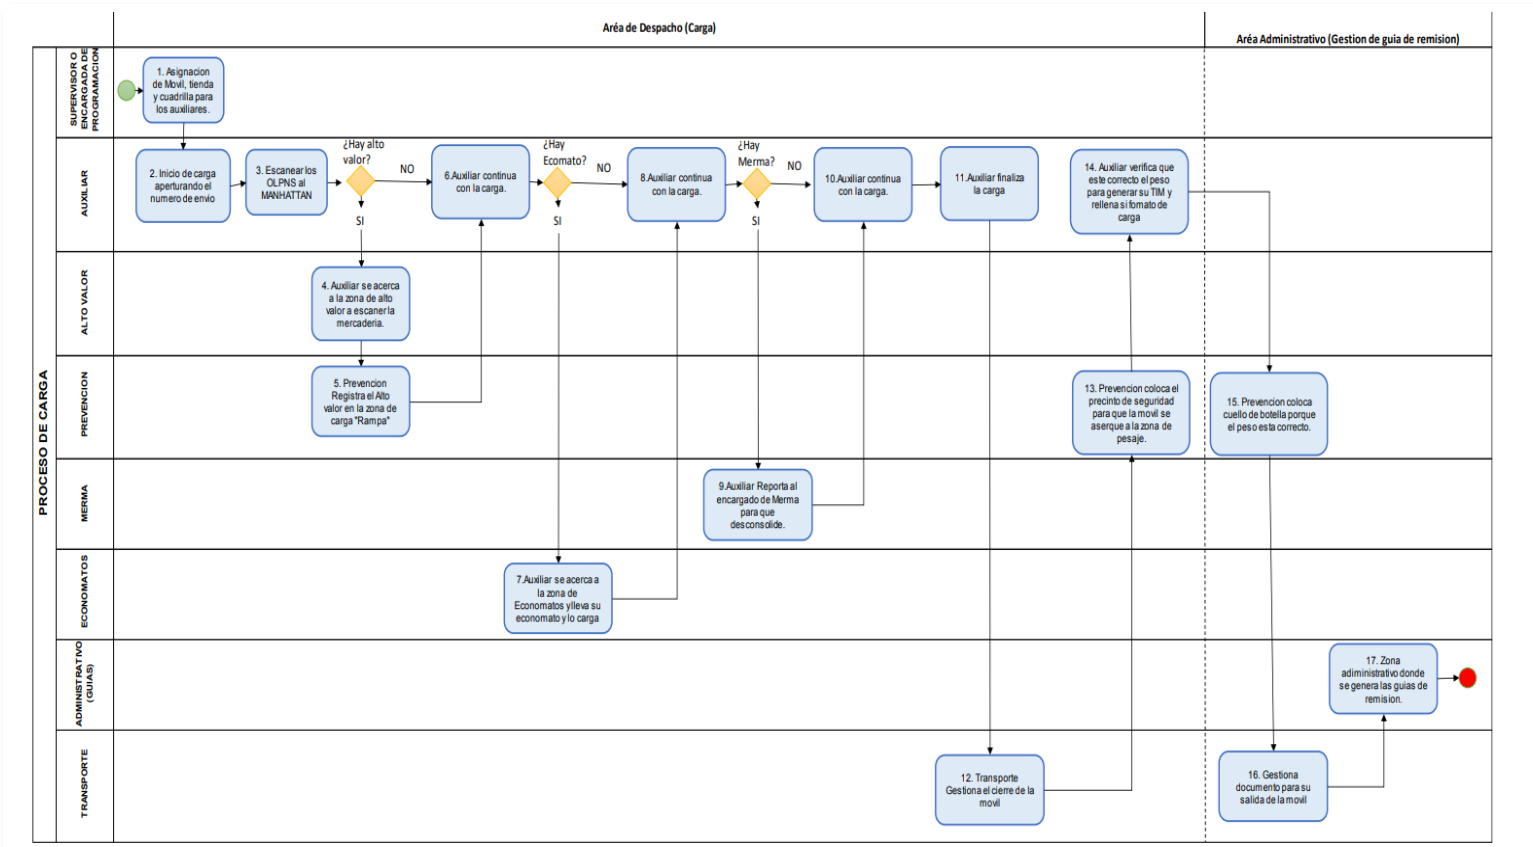 Aréa de Despacho (Carga)
Aréa Administrativo (Gestion de guia de remision)
PROCESO DE CARGA
SUPERVISOR O
ENCARGADA DE
PROGRAMACION
1. Asignacion
de Movil, tienda
y cuadrilla para
los auxiliares.
AUXILIAR
2. Inicio de carga
aperturando el
numero de envio
3. Escanear los
OLPNS al
MANHATTAN
¿Hay alto
valor?
NO
SI
6.Auxiliar continua
con la carga.
¿Hay
Ecomato?
NO
SI
8.Auxiliar continua
con la carga.
¿Hay
Merma?
NO
SI
10.Auxiliar continua
con la carga.
11.Auxiliar finaliza
la carga
14. Auxiliar verifica que
este correcto el peso
para generar su TIM y
rellena si fomato de
carga
ALTO VALOR
4. Auxiliar se acerca
a la zona de alto
valor a escaner la
mercaderia.
PREVENCION
5. Prevencion
Registra el Alto
valor en la zona de
carga "Rampa"
13. Prevencion coloca el
precinto de seguridad
para que la movil se
aserque a la zona de
pesaje.
15. Prevencion coloca
cuello de botella porque
el peso esta correcto.
MERMA
9.Auxiliar Reporta al
encargado de Merma
para que
desconsolide.
ECONOMATOS
7.Auxiliar se acerca a
la zona de
Economatos y lleva su
economato y lo carga
ADMINISTRATIVO
(GUIAS)
17. Zona
adiministrativo donde
se genera las guias de
remision.
TRANSPORTE
12. Transporte
Gestiona el cierre de la
movil
16. Gestiona
documento para su
salida de la movil